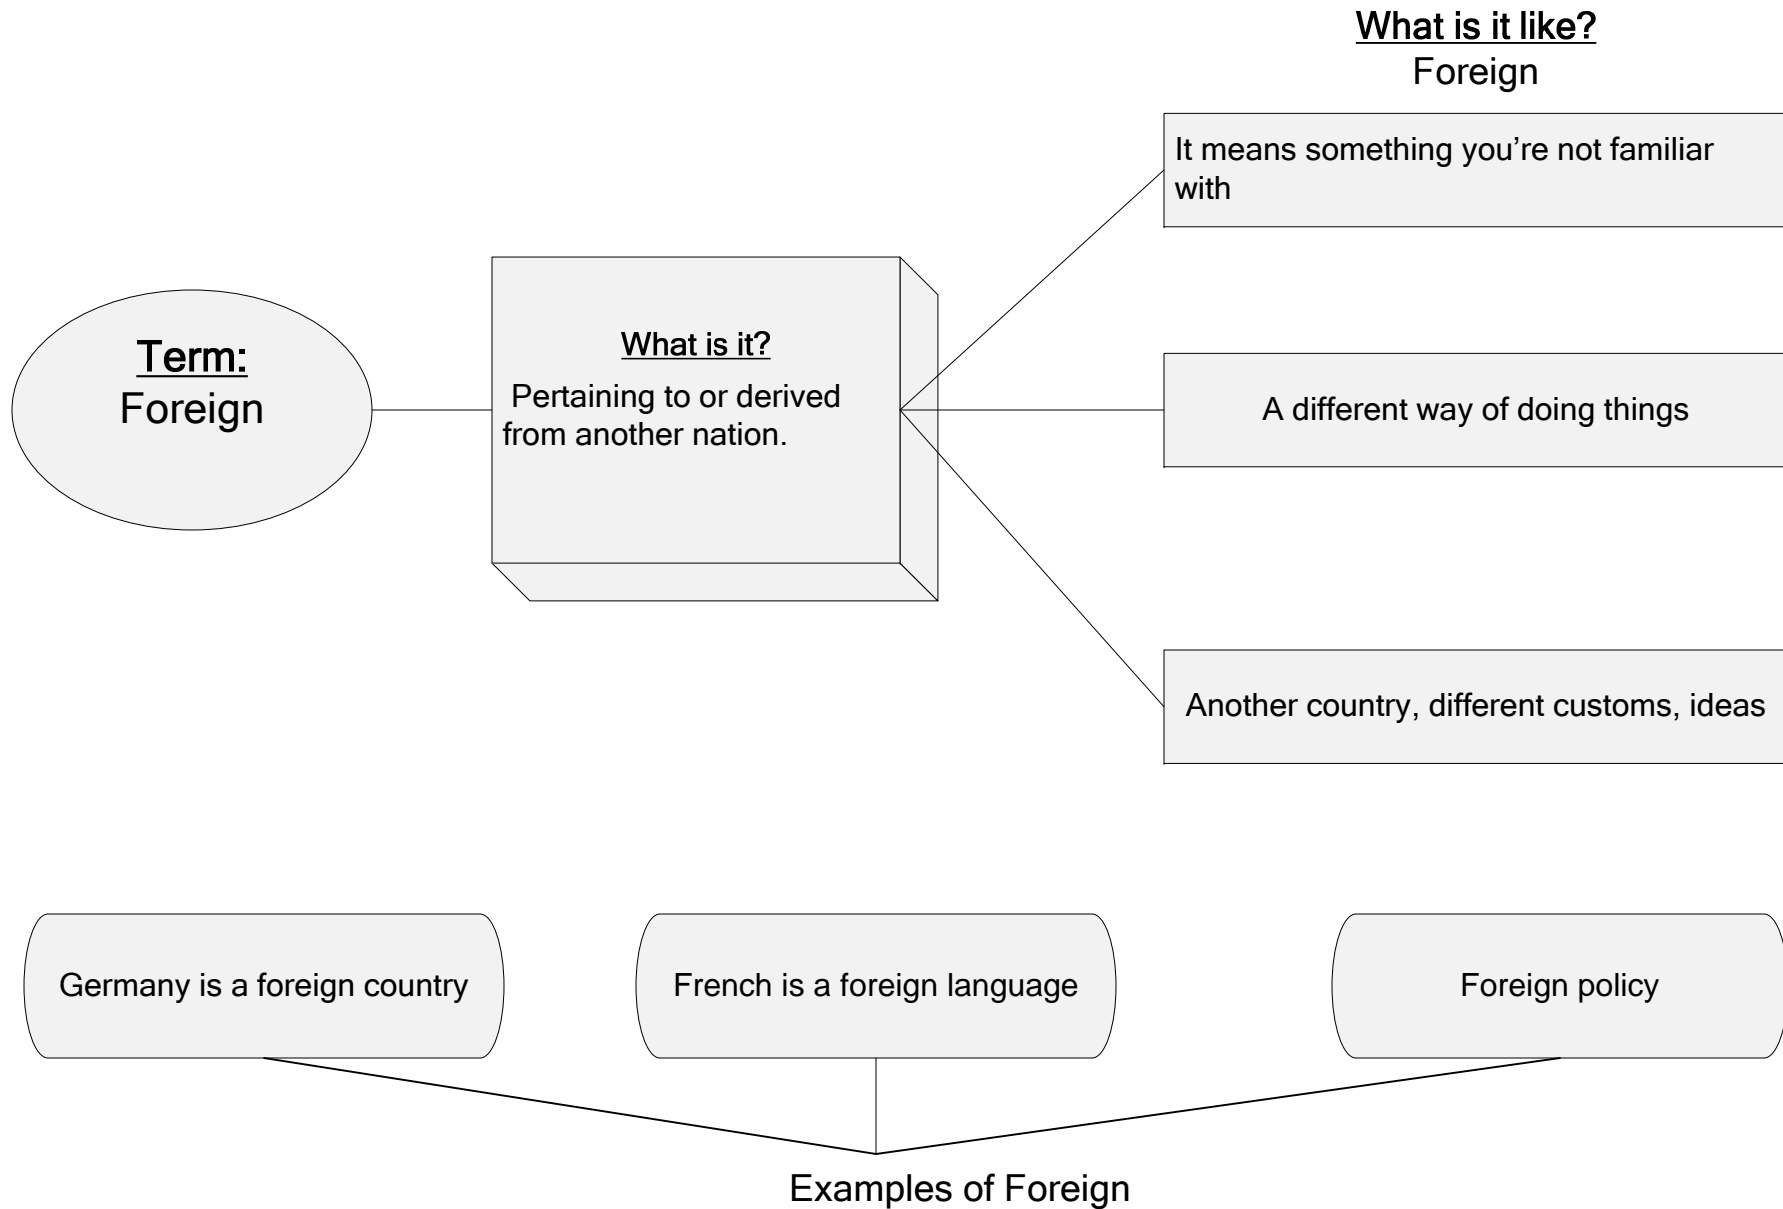 What is it like?
Foreign
It means something you're not familiar
with
Term:
Foreign
What is it?
Pertaining to or derived
from another nation.
A different way of doing things
Another country, different customs, ideas
Germany is a foreign country
French is a foreign language
Foreign policy
Examples of Foreign